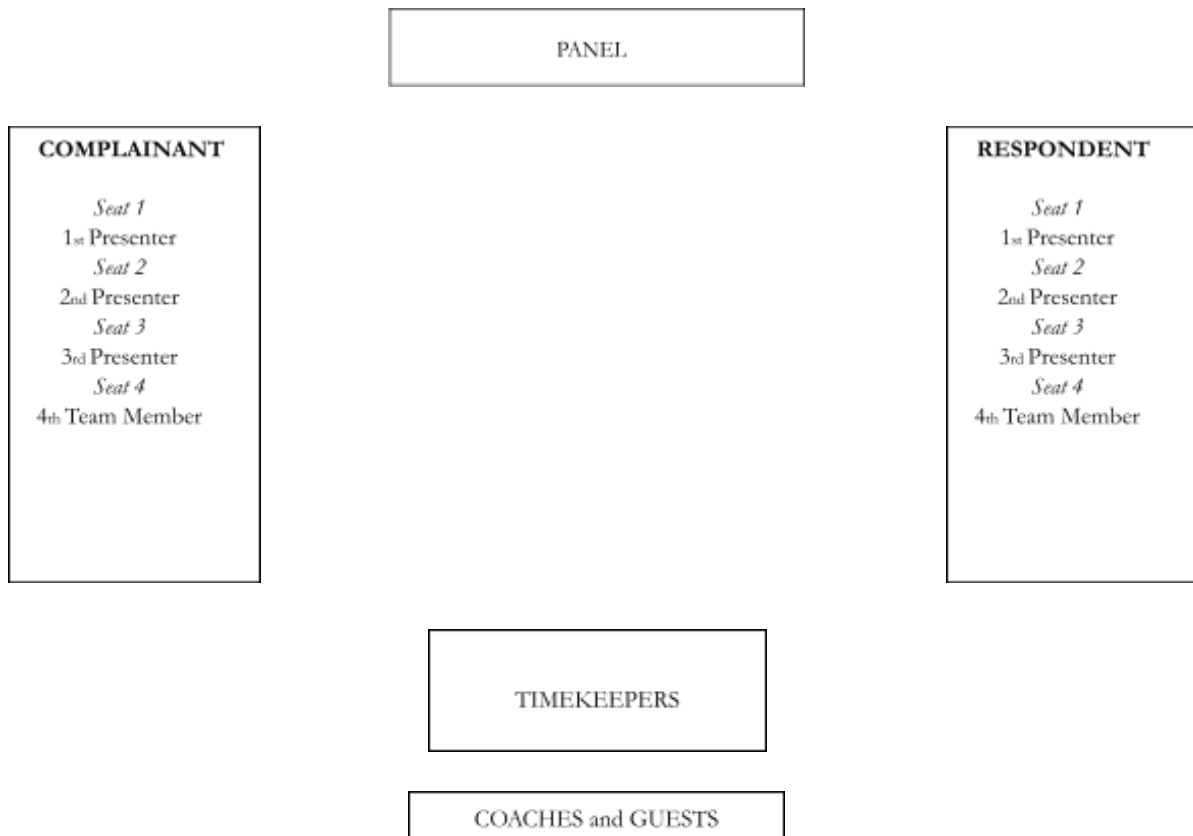 PANEL
COMPLAINANT
Seat 1
1st Presenter
Seat 2
2nd Presenter
Seat 3
3rd Presenter
Seat 4
4th Team Member
RESPONDENT
Seat 1
1st Presenter
Seat 2
2nd Presenter
Seat 3
3rd Presenter
Seat 4
4th Team Member
TIMEKEEPERS
COACHES and GUESTS